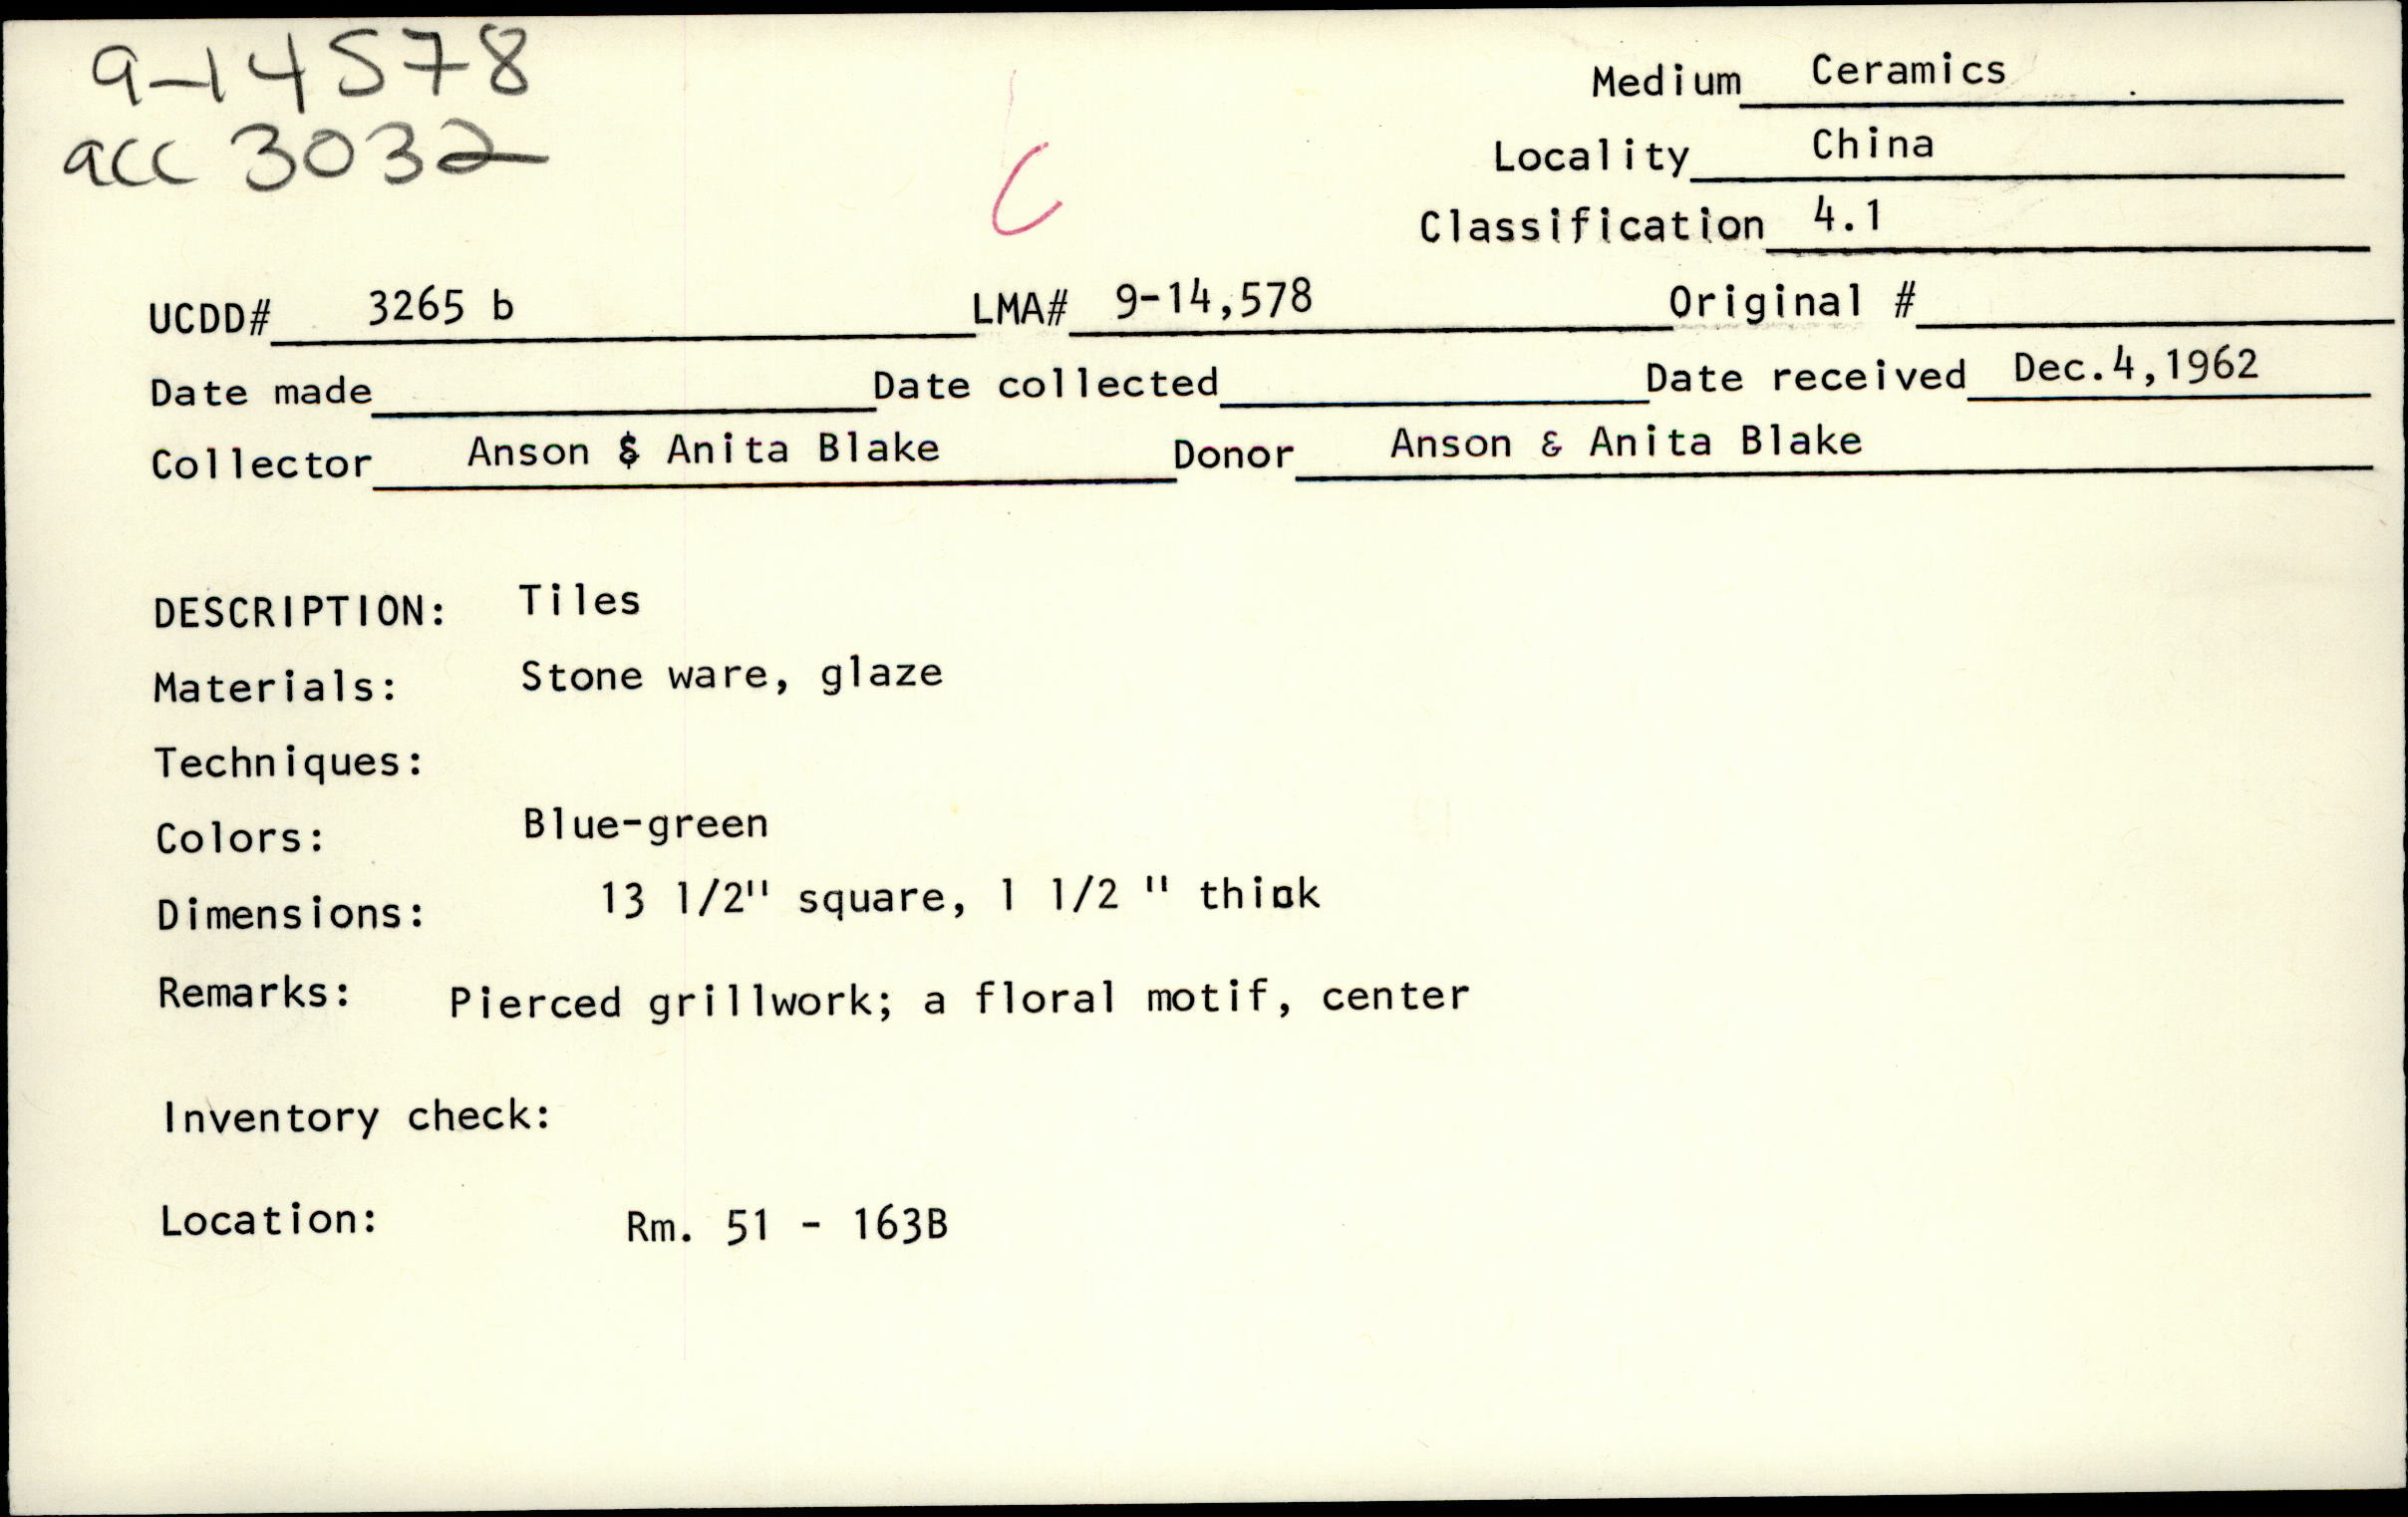 9-14578
acc 3032
C
Medium Ceramics
Locality China
Classification 4.1
UCDD# 3265 b LMA# 9-14,578 Original #
Date made Date collected Date received Dec.4,1962
Collector Anson & Anita Blake Donor Anson & Anita Blake
DESCRIPTION: Tiles
Materials: Stone ware, glaze
Techniques:
Colors: Blue-green
Dimensions: 13 1/2" square, 1 1/2 " thick
Remarks: Pierced grillwork; a floral motif, center
Inventory check:
Location: Rm. 51 - 163B